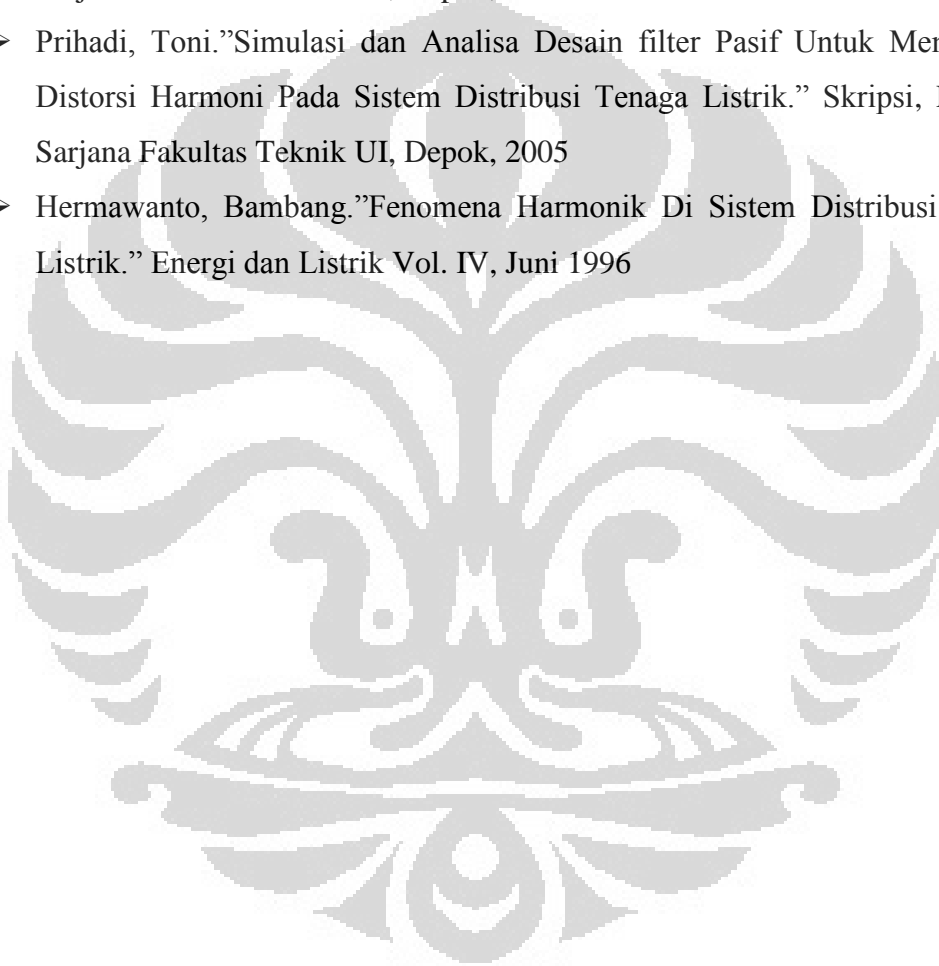 ➢ Prihadi, Toni.”Simulasi dan Analisa Desain filter Pasif Untuk
Distorsi Harmoni Pada Sistem Distribusi Tenaga Listrik.” Skripsi,
Sarjana Fakultas Teknik UI, Depok, 2005
➢ Hermawanto, Bambang.”Fenomena Harmonik Di Sistem Distribusi
Listrik.” Energi dan Listrik Vol. IV, Juni 1996